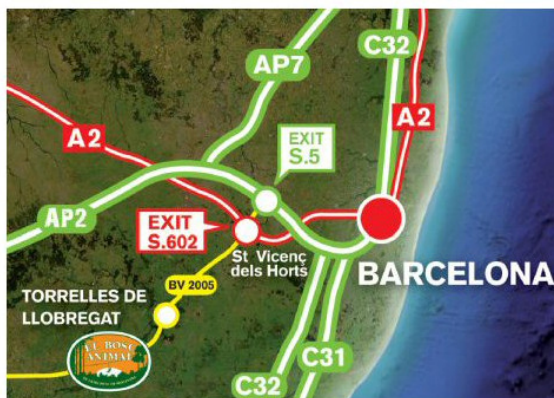 C32
AP7
A2
A2
EXIT
S.5
AP2
EXIT
S.602
St Vicenç
dels Horts
BARCELONA
BV 2005
TORRELLES DE
LLOBREGAT
EL BOSC
ANIMAL
C31
C32